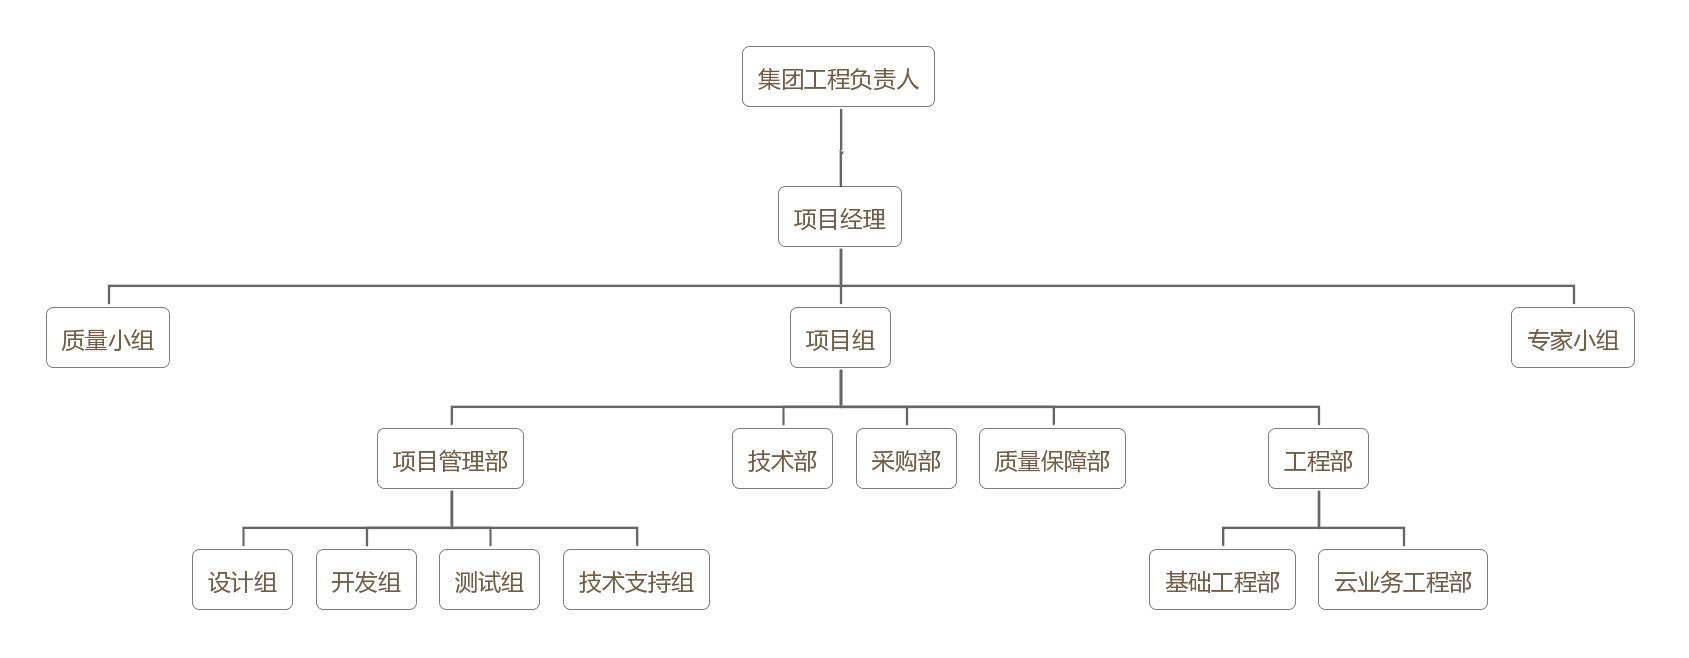 集团工程负责人
项目经理
质量小组
项目组
专家小组
项目管理部
技术部
采购部
质量保障部
工程部
设计组
开发组
测试组
技术支持组
基础工程部
云业务工程部